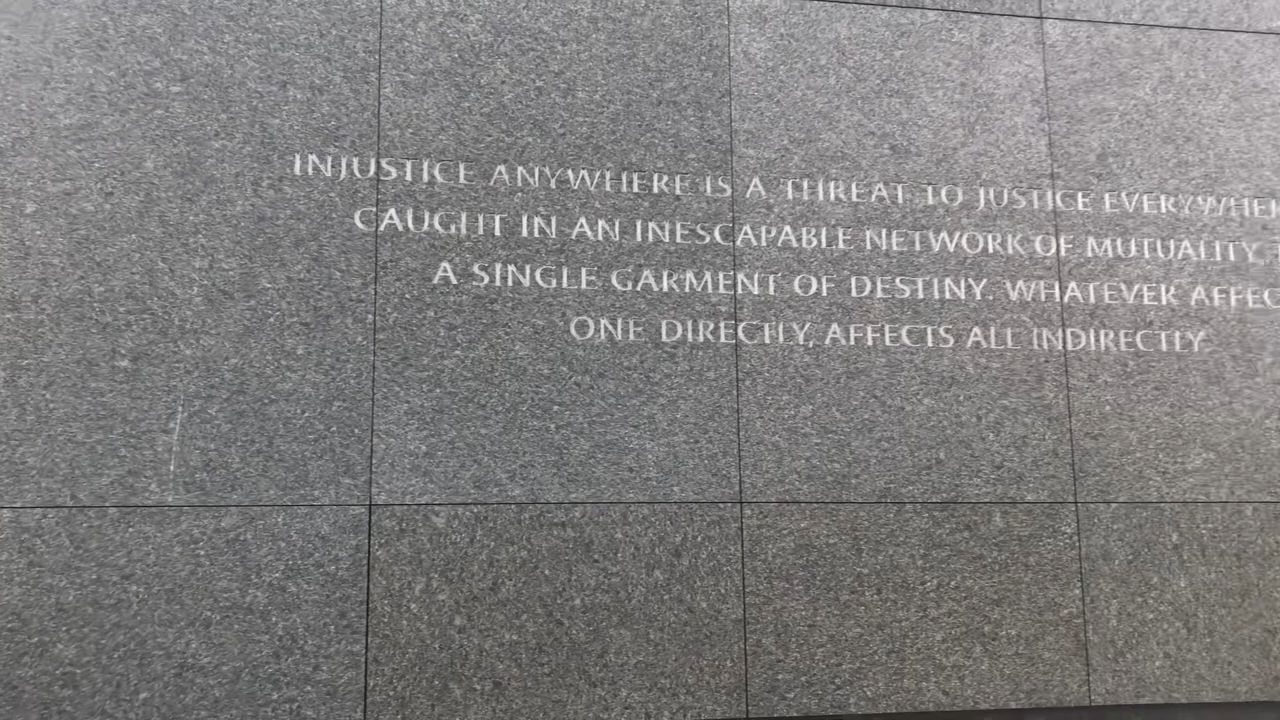 INJUSTICE ANYWHERE IS A THREAT TO JUSTICE
CAUGHT IN AN INESCAPABLE NETWORK OF MUTUALITY,
A SINGLE GARMENT OF DESTINY. WHATEVER
ONE DIRECTLY, AFFECTS ALL INDIRECTLY.